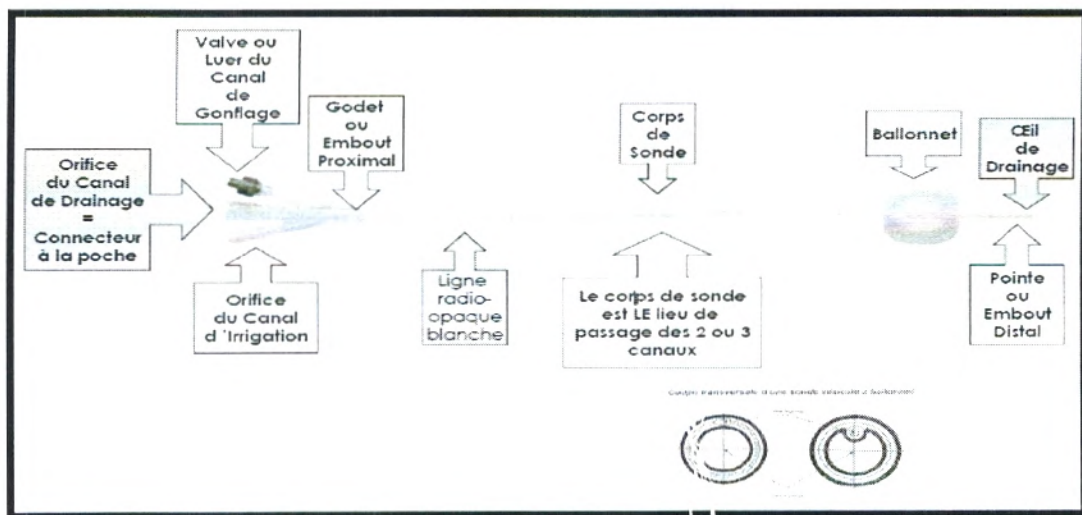 Valve ou
Luer du
Canal
de
Gonflage
Godet
ou
Embout
Proximal
Corps
de
Sonde
Ballonnet
Œil
de
Drainage
Orifice
du Canal
de Drainage
=
Connecteur
à la poche
Orifice
du Canal
d'Irrigation
Ligne
radio-
opaque
blanche
Le corps de sonde
est LE lieu de
passage des 2 ou 3
canaux
Pointe
ou
Embout
Distal